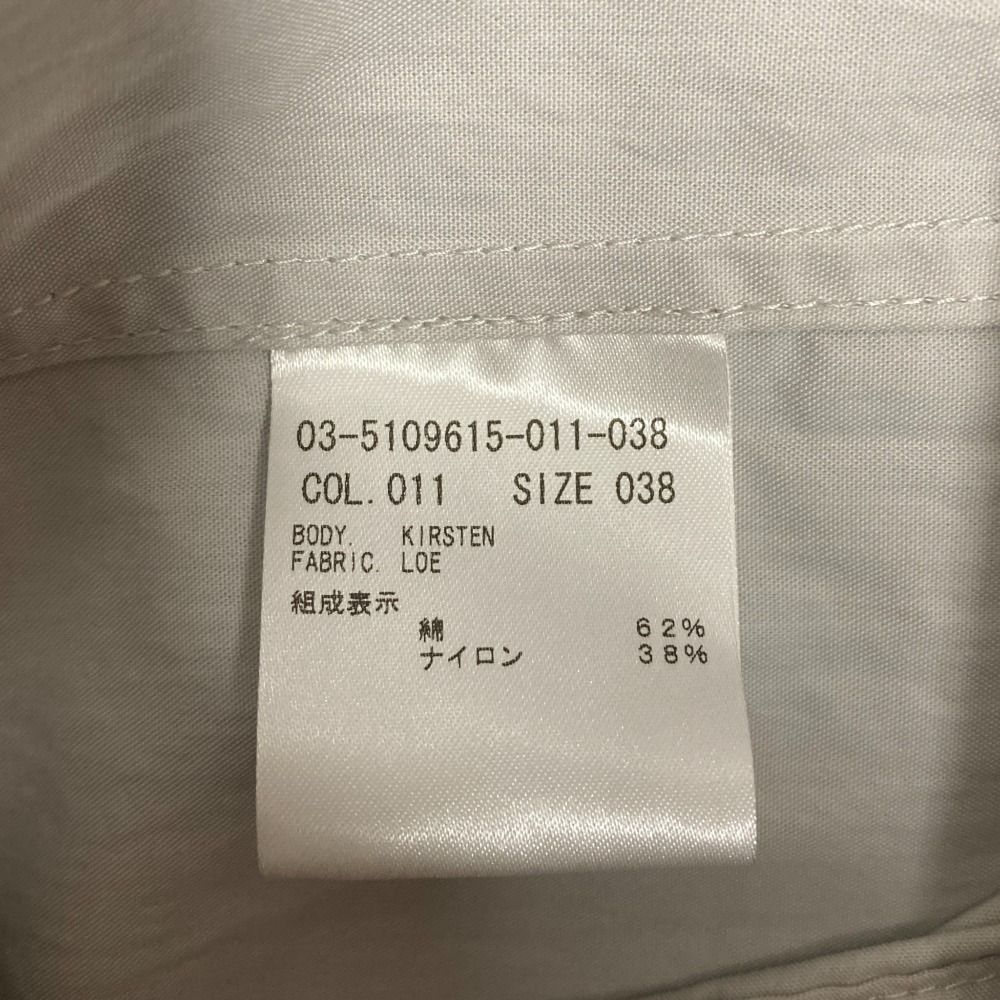 03-5109615-011-038
COL. 011 SIZE 038
BODY. KIRSTEN
FABRIC. LOE
組成表示
綿 62%
ナイロン 38%